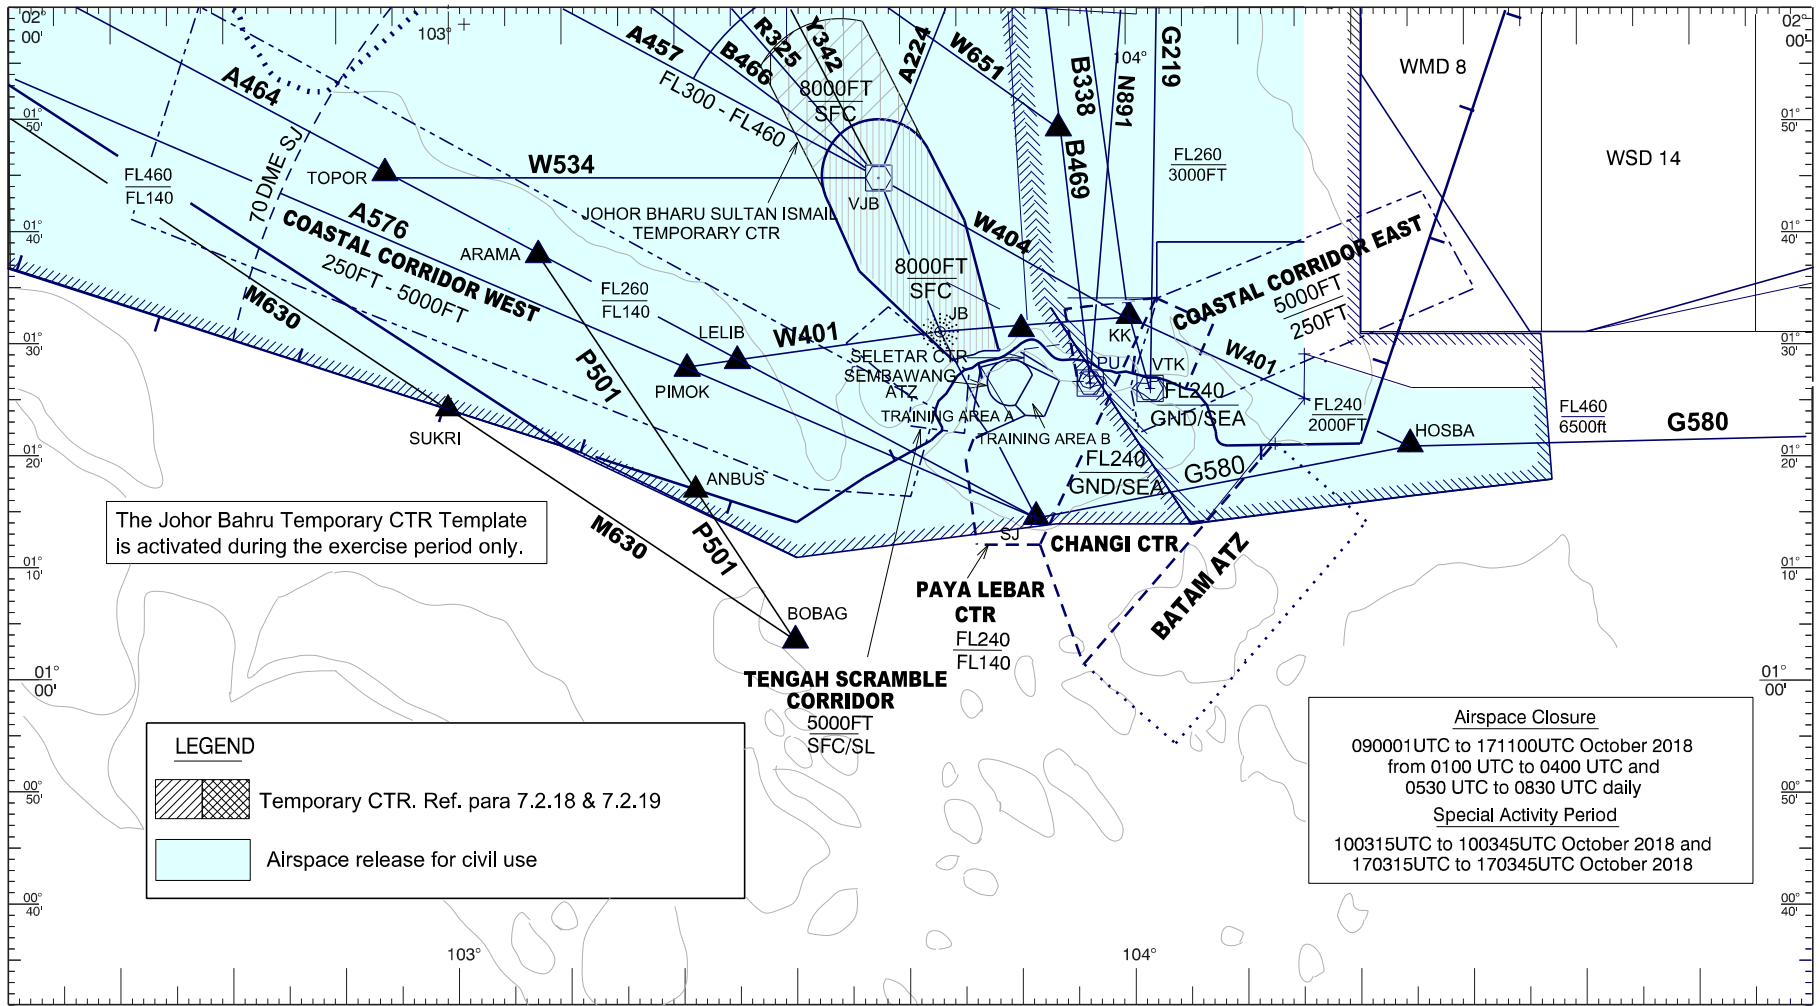 02°
00'
103°
A464
A457
B466
R325
Y342
A224
W651
B338
104°
N891
G219
02°
00'
FL300 - FL460
8000FT
SFC
WMD 8
01°
50'
01°
50'
70DME SJ
FL460
FL140
TOPOR
W534
B469
FL260
3000FT
WSD 14
VJB
JOHOR BHARU SULTAN ISMAIL
TEMPORARY CTR
A576
COASTAL CORRIDOR WEST
250FT - 5000FT
01°
40'
W404
01°
40'
ARAMA
8000FT
SFC
COASTAL CORRIDOR EAST
5000FT
250FT
M630
FL260
FL140
JB
LELIB
W401
KK
01°
30'
01°
30'
P501
PIMOK
SELETAR CTR
SEMBAWANG
ATZ
PU
VTK
W401
FL240
GND/SEA
TRAINING AREA A
TRAINING AREA B
FL240
2000FT
FL460
6500ft
G580
HOSBA
SUKRI
01°
20'
FL240
GND/SEA
G580
01°
20'
ANBUS
The Johor Bahru Temporary CTR Template
is activated during the exercise period only.
M630
P501
SJ
CHANGI CTR
BATAM ATZ
01°
10'
01°
10'
PAYA LEBAR
CTR
FL240
FL140
BOBAG
01°
00'
01°
00'
TENGAH SCRAMBLE
CORRIDOR
5000FT
SFC/SL
LEGEND
Temporary CTR. Ref. para 7.2.18 & 7.2.19
Airspace release for civil use
Airspace Closure
090001UTC to 171100UTC October 2018
from 0100 UTC to 0400 UTC and
0530 UTC to 0830 UTC daily
Special Activity Period
100315UTC to 100345UTC October 2018 and
170315UTC to 170345UTC October 2018
00°
50'
00°
50'
00°
40'
00°
40'
103°
104°